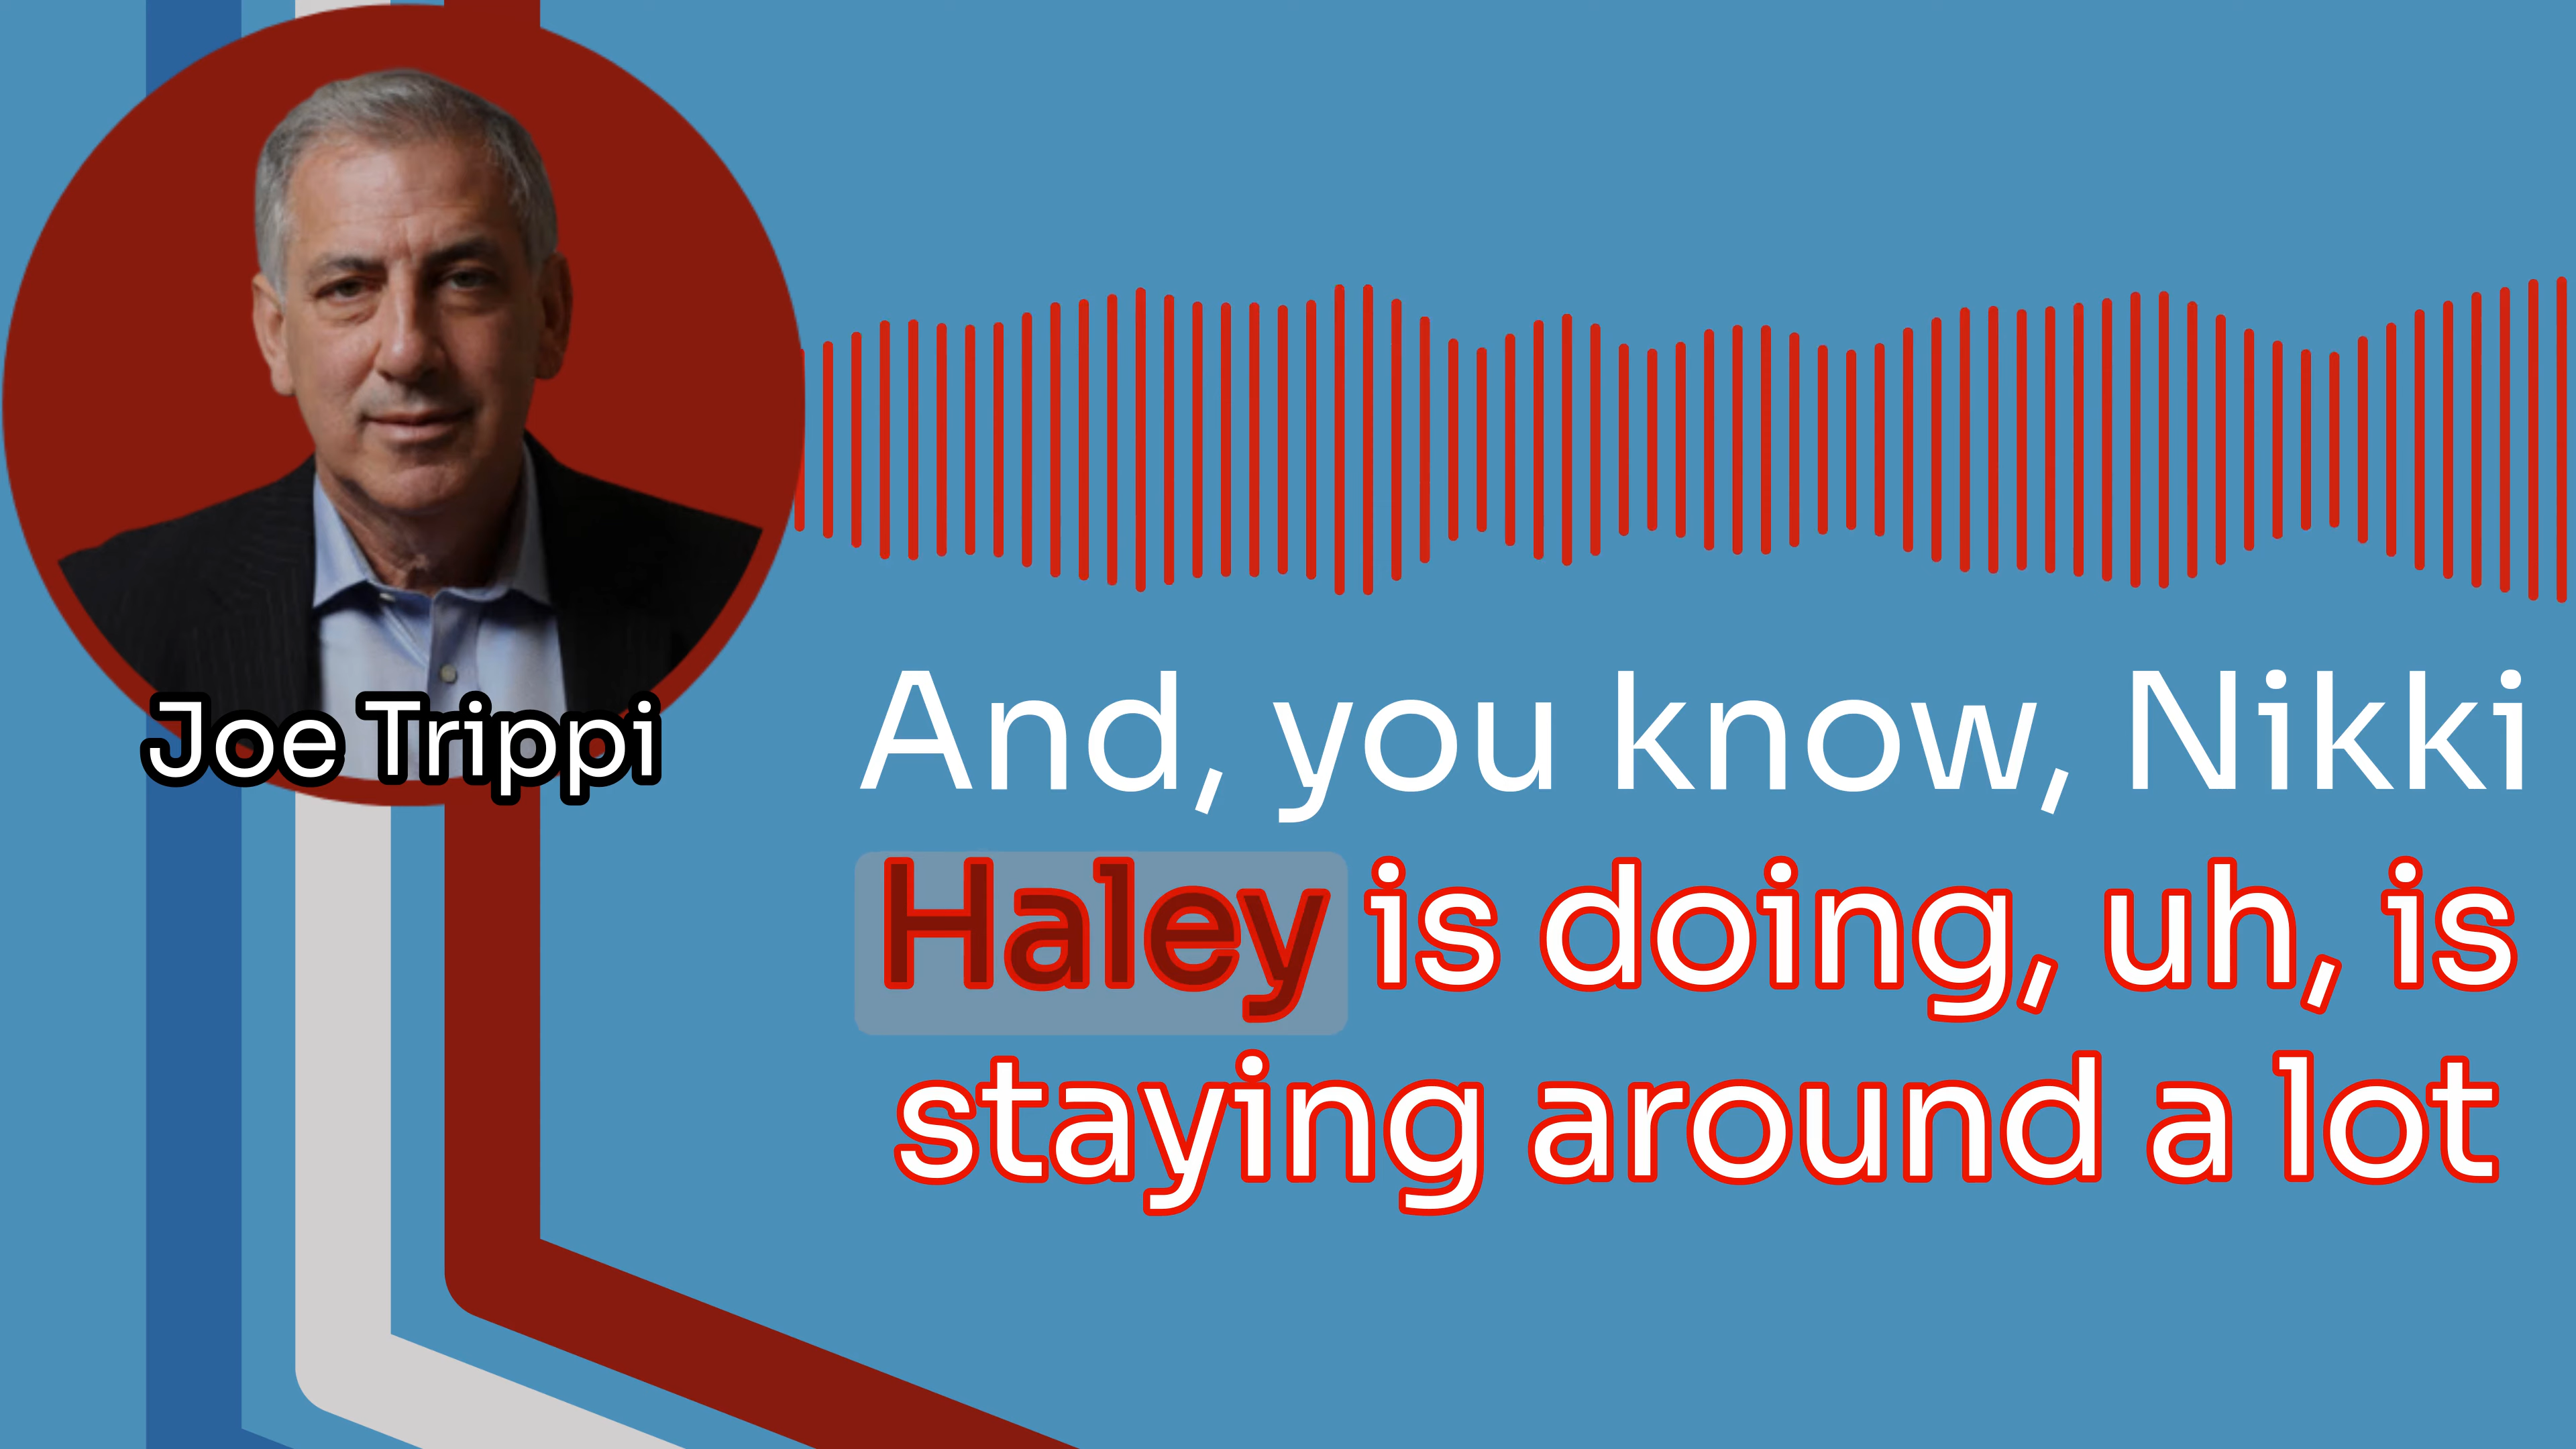 Joe Trippi
And, you know, Nikki
Haley is doing, uh, is
staying around a lot